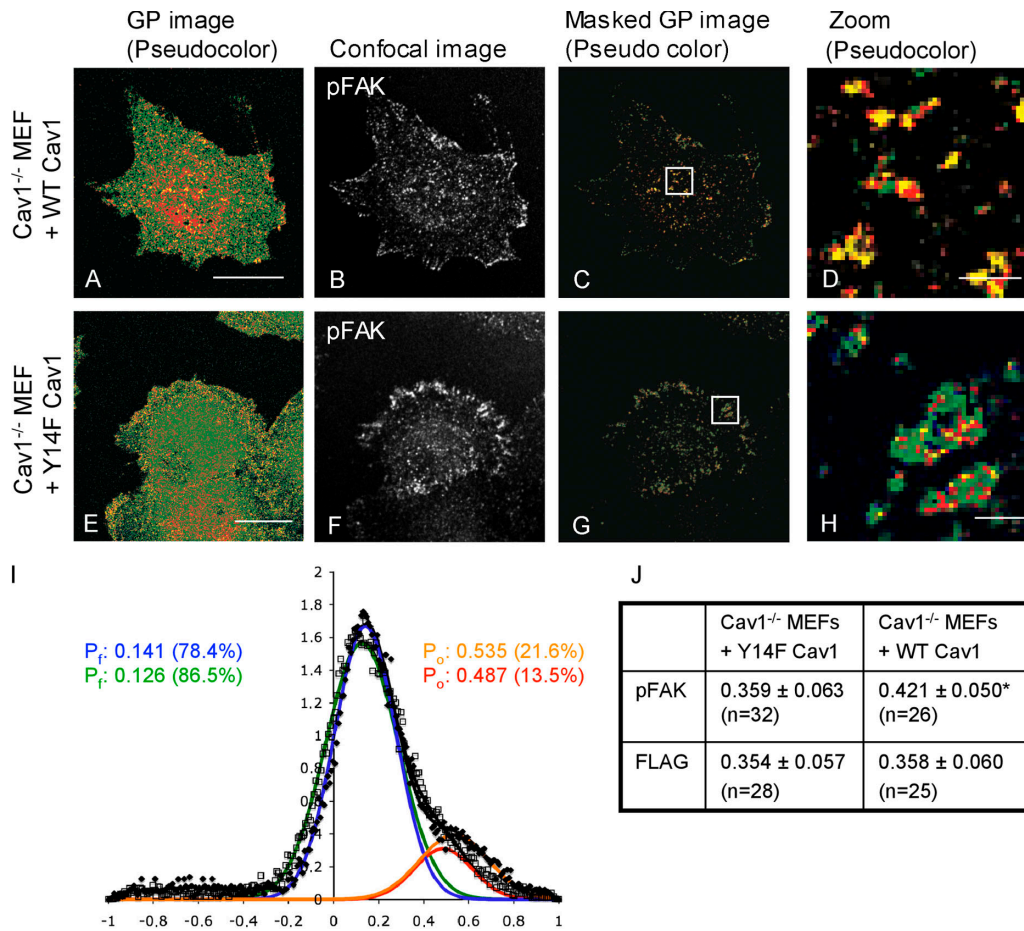 GP image
(Pseudocolor)
Confocal image
Masked GP image
(Pseudo color)
Zoom
(Pseudocolor)
Cav1-/- MEF
+ WT Cav1
pFAK
A
B
C
D
Cav1-/- MEF
+ Y14F Cav1
pFAK
E
F
G
H
I
Pf: 0.141 (78.4%)
Pf: 0.126 (86.5%)
Po: 0.535 (21.6%)
Po: 0.487 (13.5%)
2
1.8
1.6
1.4
1.2
1
0.8
0.6
0.4
0.2
0
-1 -0.8 -0.6 -0.4 -0.2 0 0.2 0.4 0.6 0.8 1
J
Cav1-/- MEFs
+ Y14F Cav1
Cav1-/- MEFs
+ WT Cav1
pFAK
0.359 ± 0.063
(n=32)
0.421 ± 0.050*
(n=26)
FLAG
0.354 ± 0.057
(n=28)
0.358 ± 0.060
(n=25)